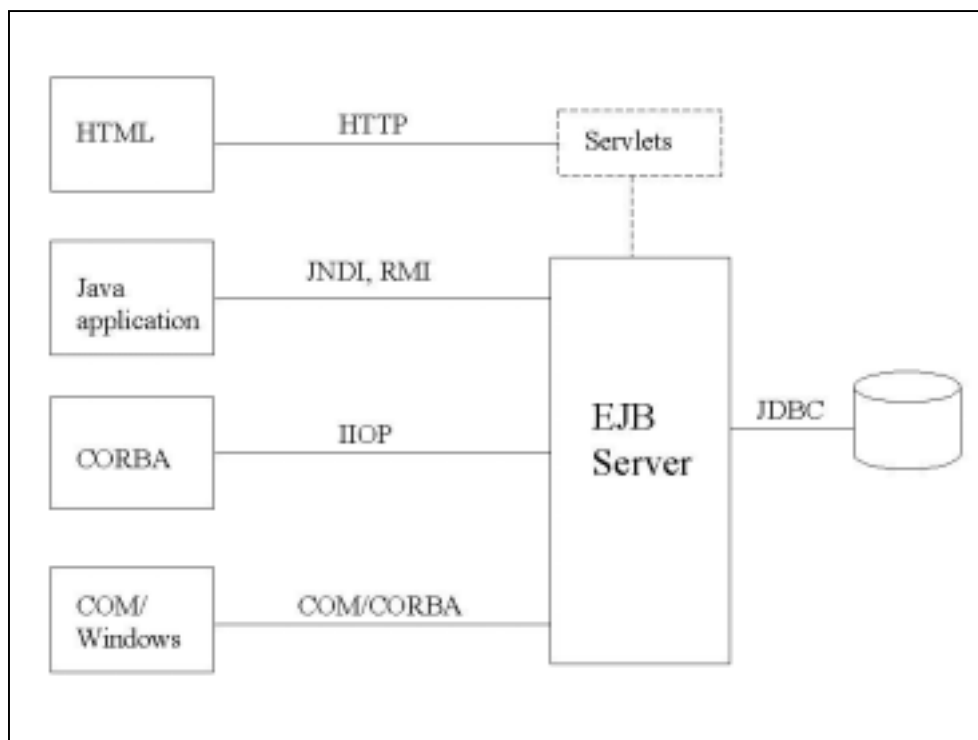 HTML
HTTP
Servlets
Java
application
JNDI, RMI
CORBA
IIOP
EJB
Server
JDBC
COM/
Windows
COM/CORBA